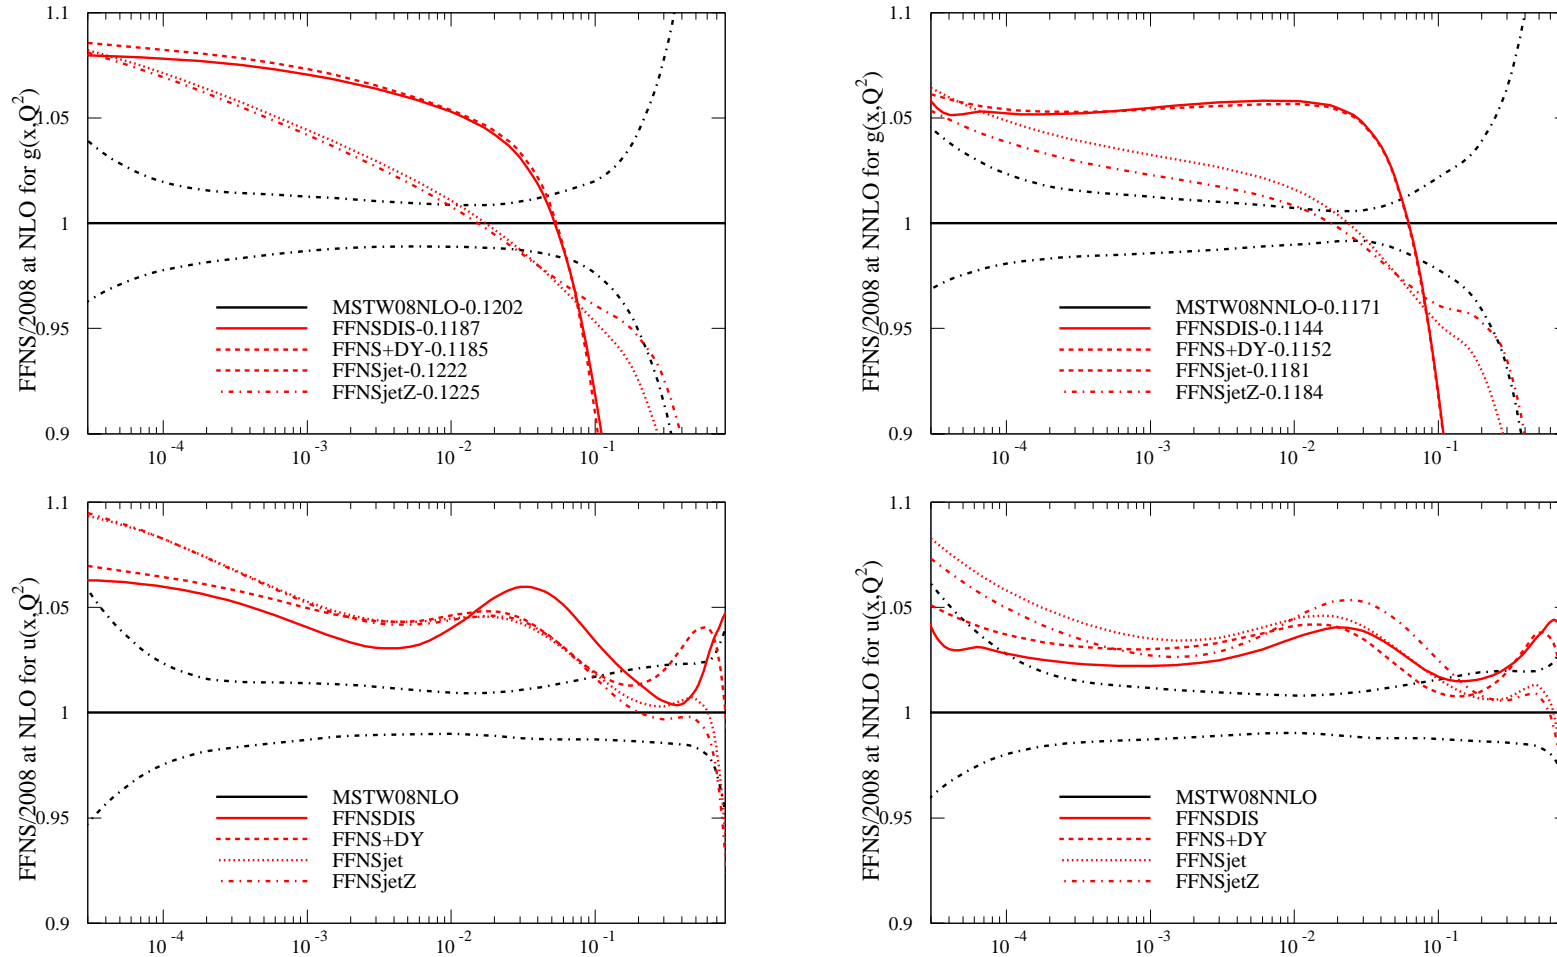 FFNS/2008 at NLO for g(x,Q²)
1.1
1.05
1
0.95
0.9
MSTW08NLO-0.1202
FFNSDIS-0.1187
FFNS+DY-0.1185
FFNSjet-0.1222
FFNSjetZ-0.1225
10⁻⁴ 10⁻³ 10⁻² 10⁻¹
FFNS/2008 at NNLO for g(x,Q²)
1.1
1.05
1
0.95
0.9
MSTW08NNLO-0.1171
FFNSDIS-0.1144
FFNS+DY-0.1152
FFNSjet-0.1181
FFNSjetZ-0.1184
10⁻⁴ 10⁻³ 10⁻² 10⁻¹
FFNS/2008 at NLO for u(x,Q²)
1.1
1.05
1
0.95
0.9
MSTW08NLO
FFNSDIS
FFNS+DY
FFNSjet
FFNSjetZ
10⁻⁴ 10⁻³ 10⁻² 10⁻¹
FFNS/2008 at NNLO for u(x,Q²)
1.1
1.05
1
0.95
0.9
MSTW08NNLO
FFNSDIS
FFNS+DY
FFNSjet
FFNSjetZ
10⁻⁴ 10⁻³ 10⁻² 10⁻¹